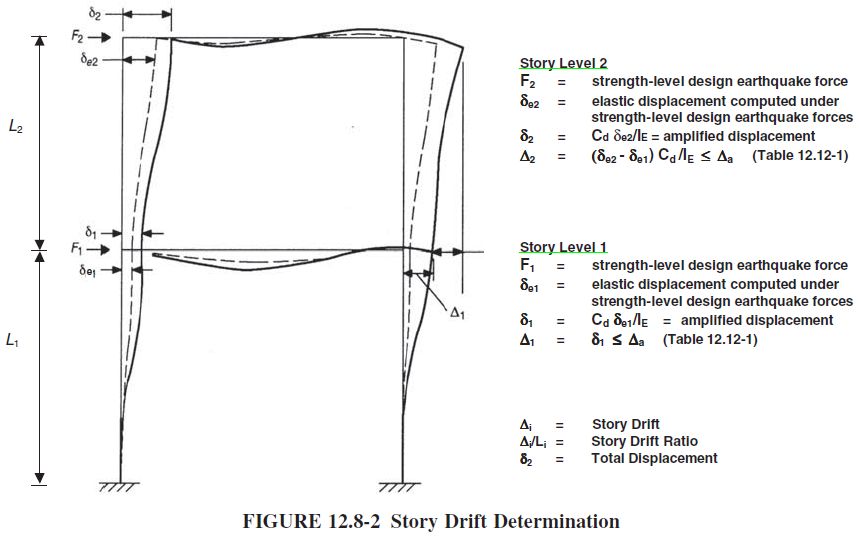 δ2
F2
δe2
L2
δ1
F1
δe1
Δ1
L1
Story Level 2
F2 = strength-level design earthquake force
δe2 = elastic displacement computed under
strength-level design earthquake forces
δ2 = Cd δe2/IE = amplified displacement
Δ2 = (δe2 - δe1) Cd/IE ≤ Δa (Table 12.12-1)
Story Level 1
F1 = strength-level design earthquake force
δe1 = elastic displacement computed under
strength-level design earthquake forces
δ1 = Cd δe1/IE = amplified displacement
Δ1 = δ1 ≤ Δa (Table 12.12-1)
Δi = Story Drift
Δi/Li = Story Drift Ratio
δ2 = Total Displacement
FIGURE 12.8-2 Story Drift Determination